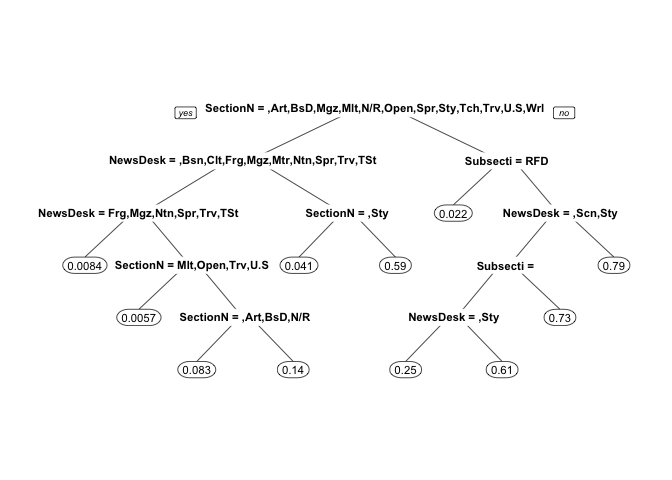 SectionN = ,Art,BsD,Mgz,Mlt,N/R,Open,Spr,Sty,Tch,Trv,U.S,Wrl
yes no
NewsDesk = ,Bsn,Clt,Frg,Mgz,Mtr,Ntn,Spr,Trv,TSt Subsecti = RFD
NewsDesk = Frg,Mgz,Ntn,Spr,Trv,TSt SectionN = ,Sty 0.022 NewsDesk = ,Scn,Sty
0.0084 SectionN = Mlt,Open,Trv,U.S 0.041 0.59 Subsecti = 0.79
0.0057 SectionN = ,Art,BsD,N/R NewsDesk = ,Sty 0.73
0.083 0.14 0.25 0.61